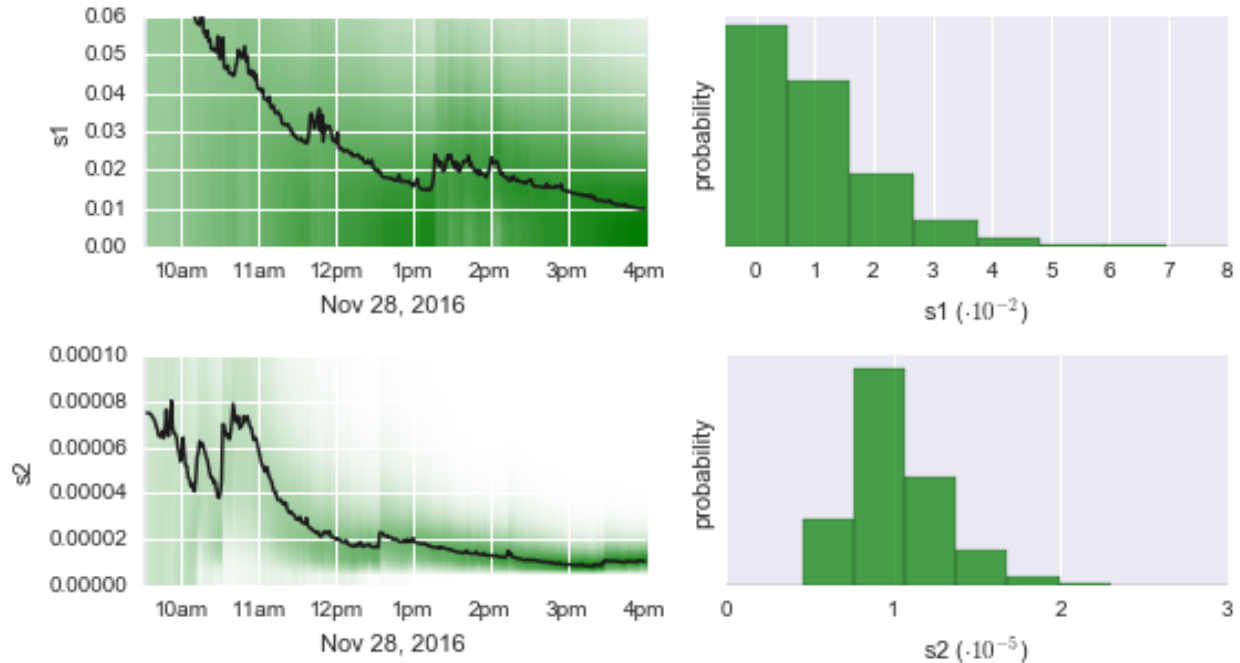 0.06
0.05
0.04
0.03
0.02
0.01
0.00
s1
10am 11am 12pm 1pm 2pm 3pm 4pm
Nov 28, 2016
probability
0 1 2 3 4 5 6 7 8
s1 (·10⁻²)
0.00010
0.00008
0.00006
0.00004
0.00002
0.00000
s2
10am 11am 12pm 1pm 2pm 3pm 4pm
Nov 28, 2016
probability
0 1 2 3
s2 (·10⁻⁵)